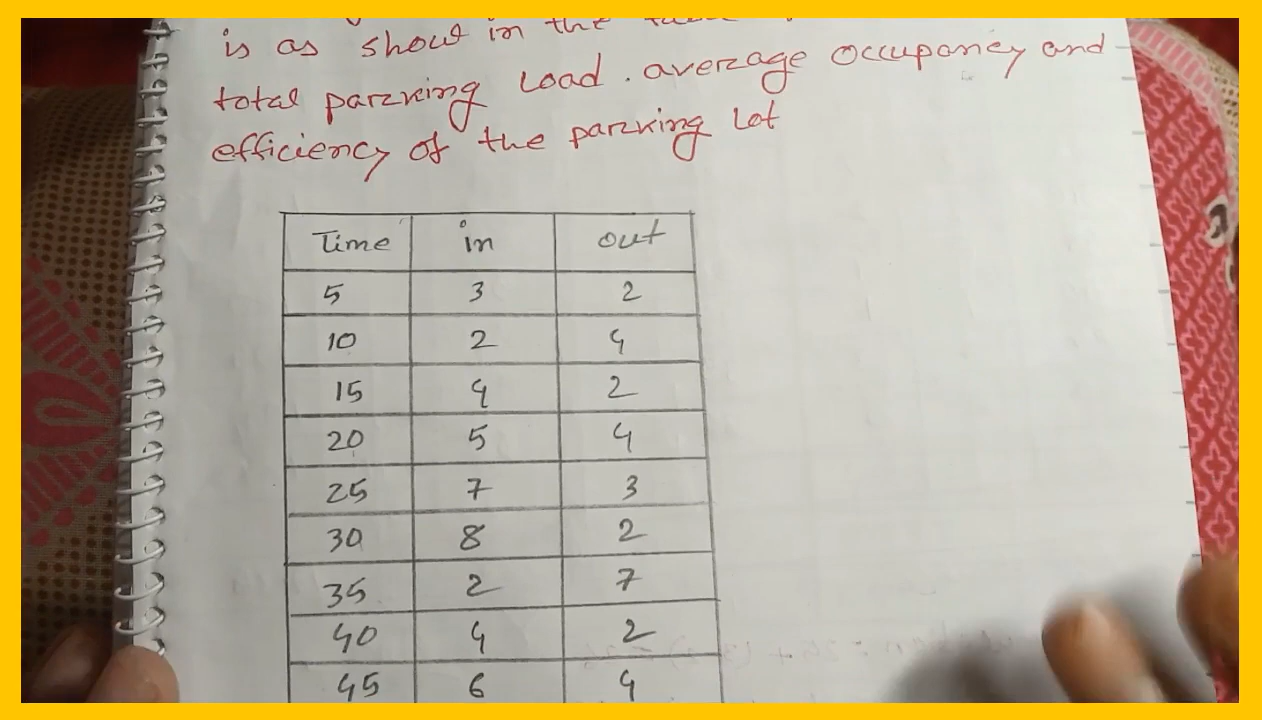 is as show in the
total parking Load . average occupancy and
efficiency of the parking Lot
Time in out
5 3 2
10 2 4
15 4 2
20 5 4
25 7 3
30 8 2
35 2 7
40 4 2
45 6 4